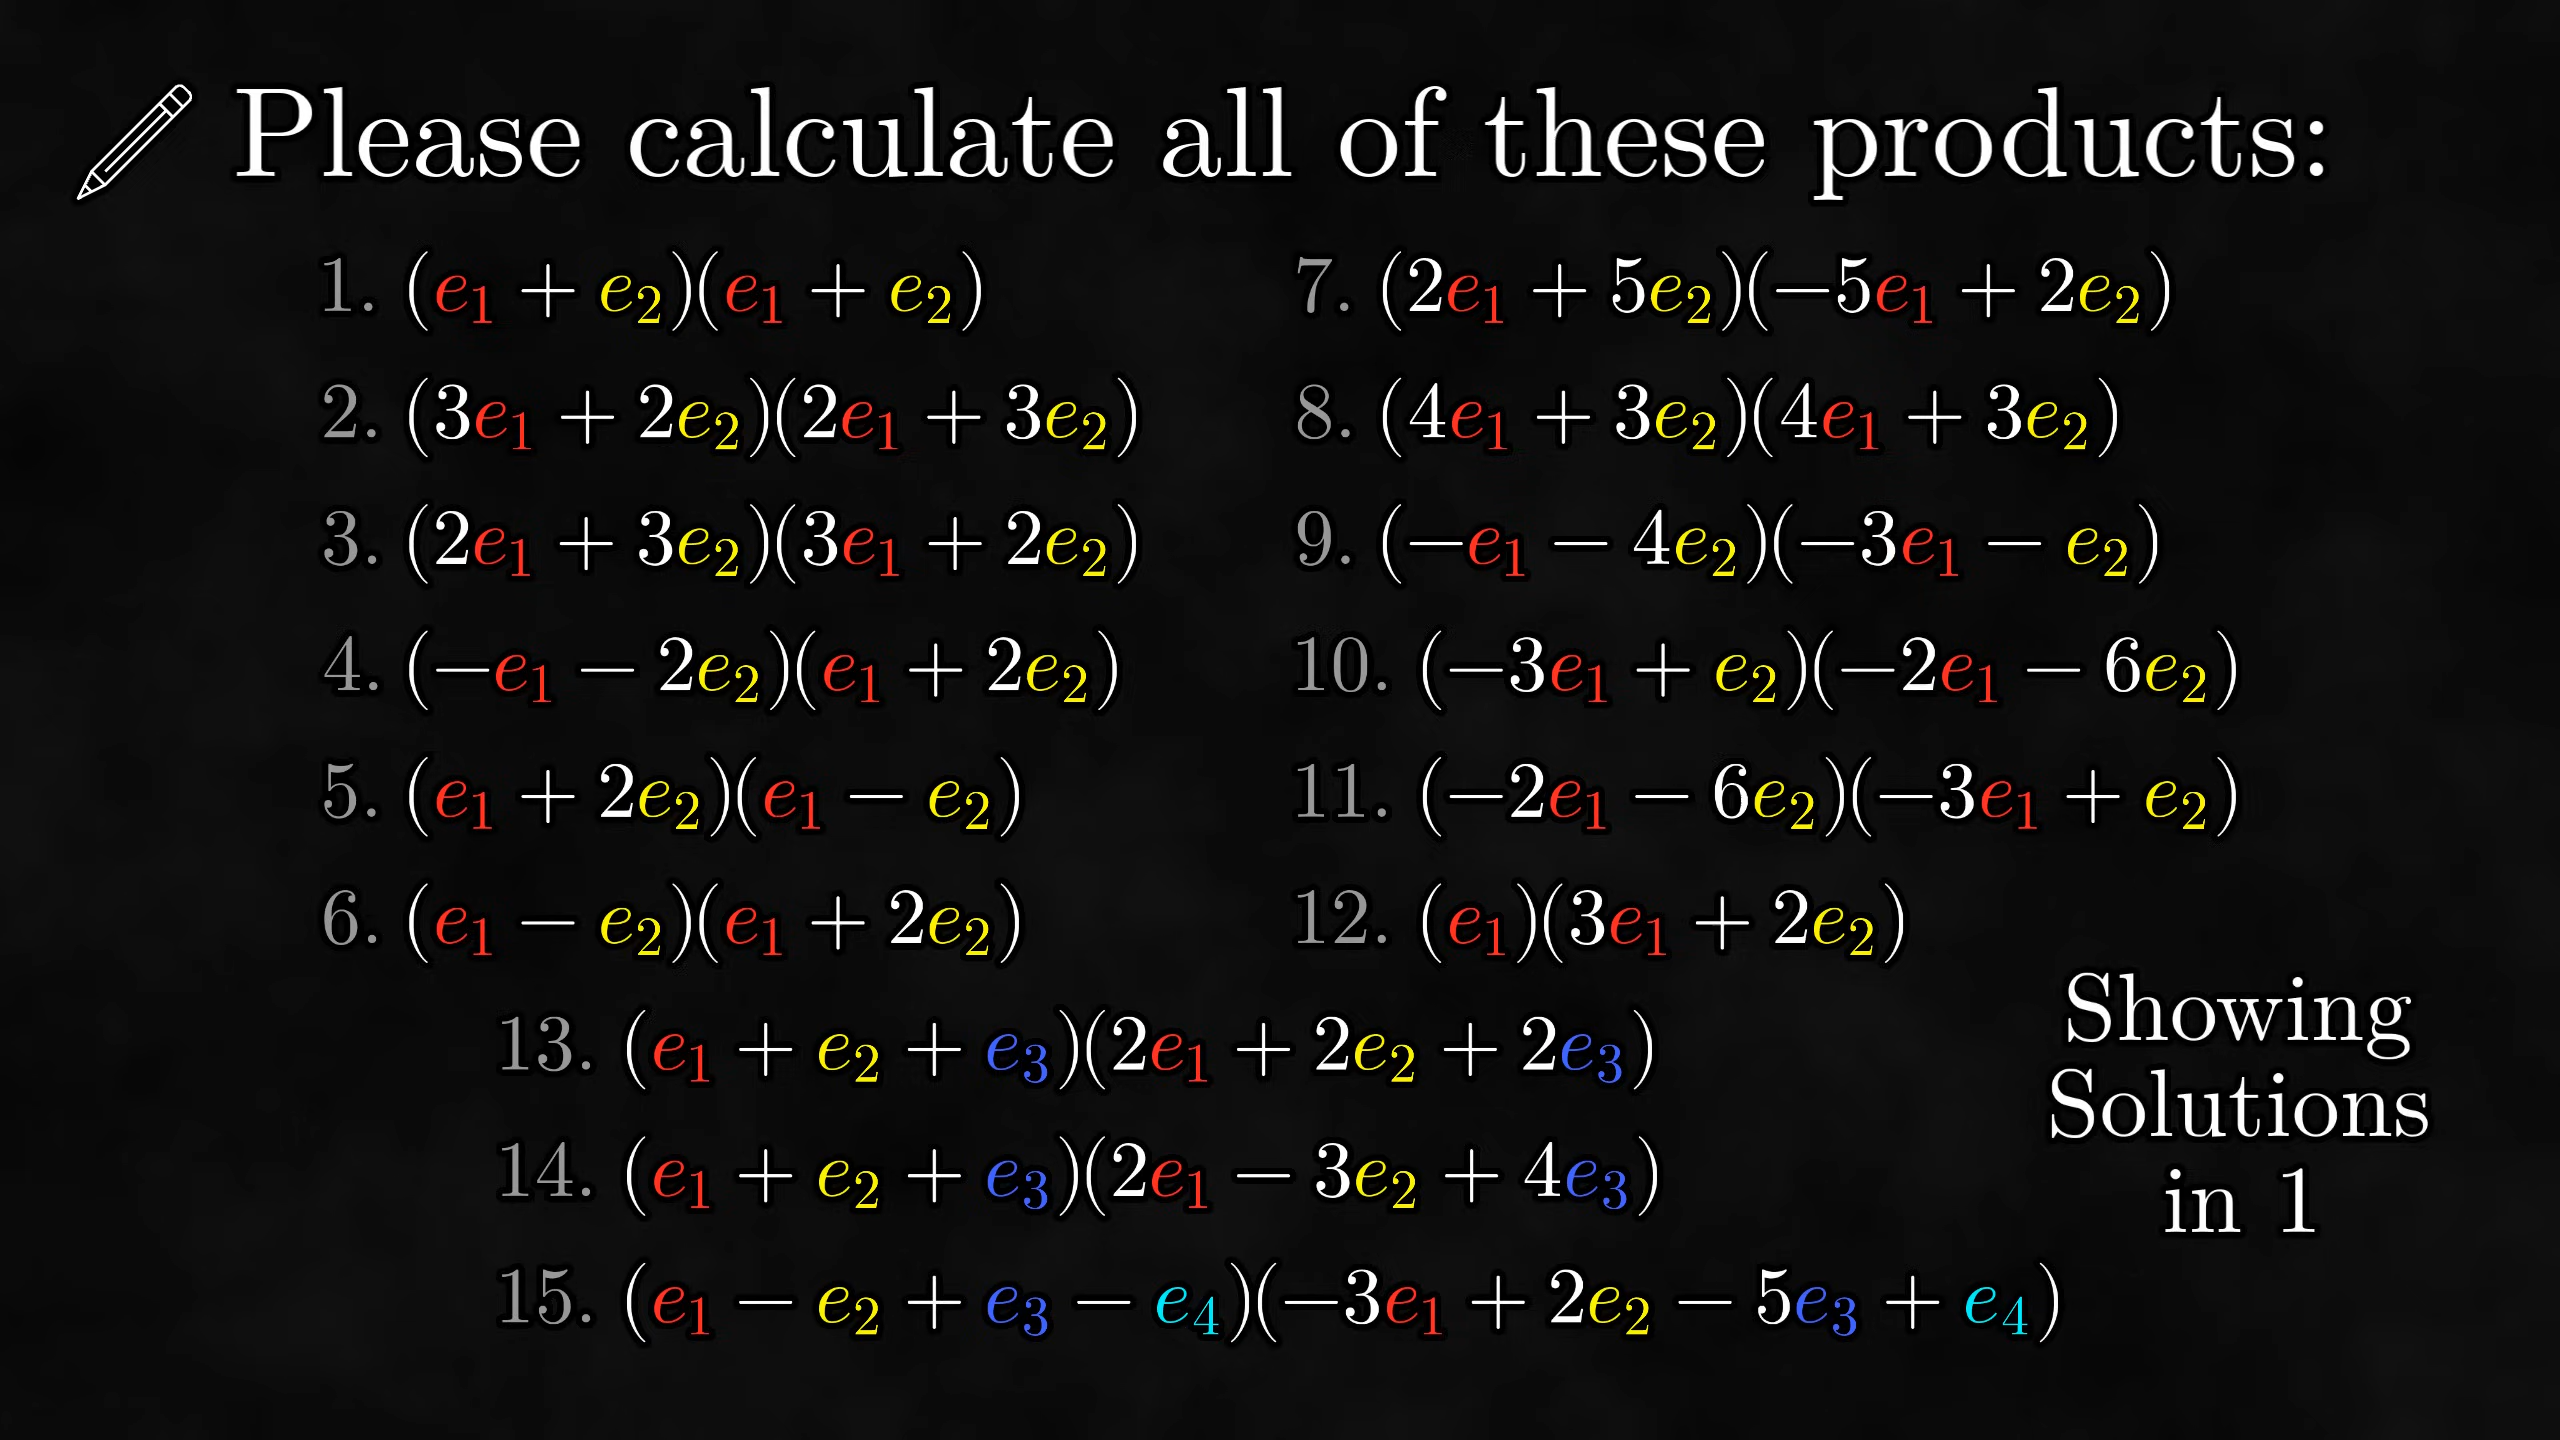 Please calculate all of these products:
1. (e₁ + e₂)(e₁ + e₂)
2. (3e₁ + 2e₂)(2e₁ + 3e₂)
3. (2e₁ + 3e₂)(3e₁ + 2e₂)
4. (−e₁ − 2e₂)(e₁ + 2e₂)
5. (e₁ + 2e₂)(e₁ − e₂)
6. (e₁ − e₂)(e₁ + 2e₂)
7. (2e₁ + 5e₂)(−5e₁ + 2e₂)
8. (4e₁ + 3e₂)(4e₁ + 3e₂)
9. (−e₁ − 4e₂)(−3e₁ − e₂)
10. (−3e₁ + e₂)(−2e₁ − 6e₂)
11. (−2e₁ − 6e₂)(−3e₁ + e₂)
12. (e₁)(3e₁ + 2e₂)
13. (e₁ + e₂ + e₃)(2e₁ + 2e₂ + 2e₃)
14. (e₁ + e₂ + e₃)(2e₁ − 3e₂ + 4e₃)
15. (e₁ − e₂ + e₃ − e₄)(−3e₁ + 2e₂ − 5e₃ + e₄)
Showing
Solutions
in 1